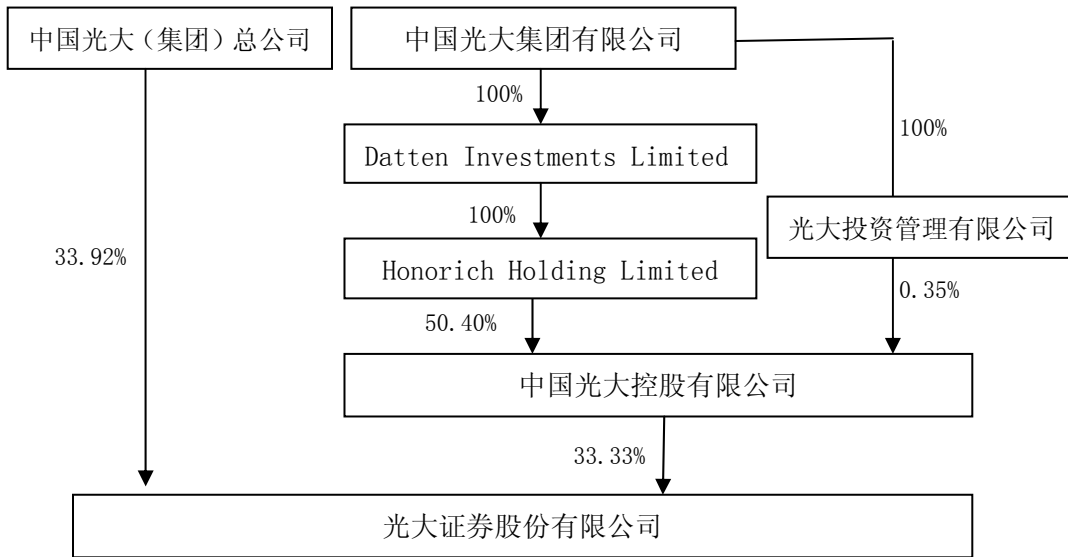 中国光大（集团）总公司
中国光大集团有限公司
100%
100%
Datten Investments Limited
100%
光大投资管理有限公司
33.92%
Honorich Holding Limited
0.35%
50.40%
中国光大控股有限公司
33.33%
光大证券股份有限公司